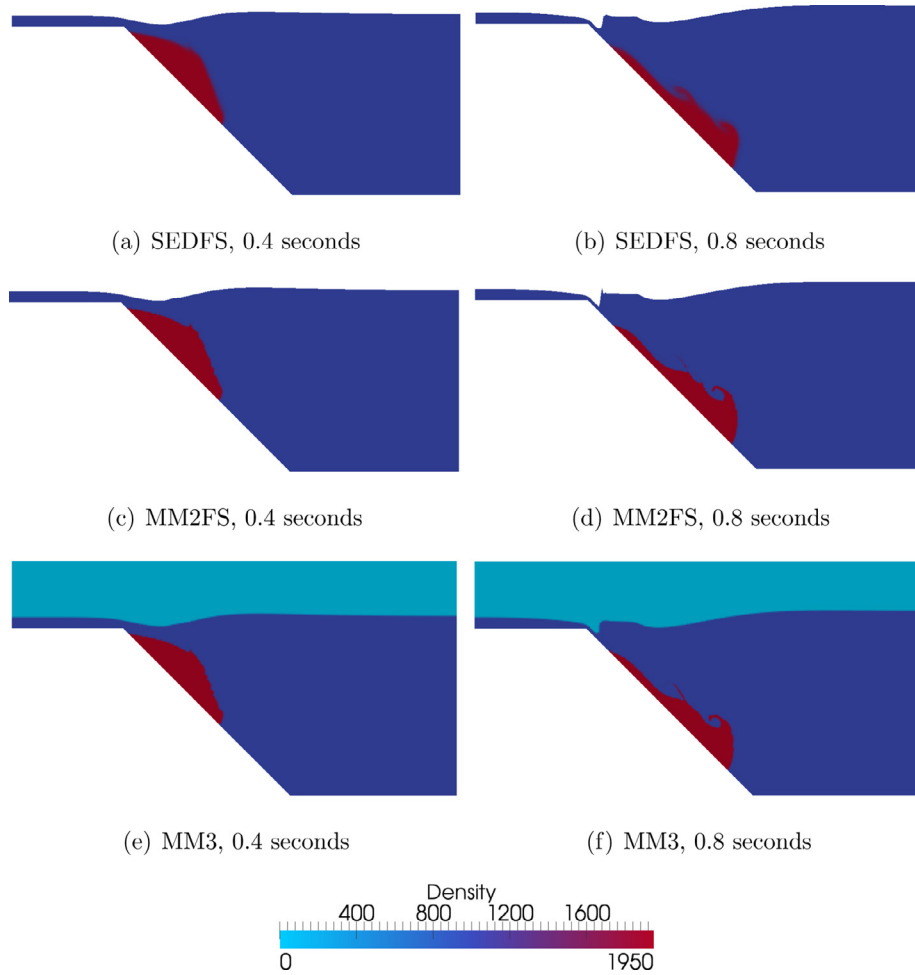 (a) SEDFS, 0.4 seconds
(b) SEDFS, 0.8 seconds
(c) MM2FS, 0.4 seconds
(d) MM2FS, 0.8 seconds
(e) MM3, 0.4 seconds
(f) MM3, 0.8 seconds
Density
400 800 1200 1600
0 1950